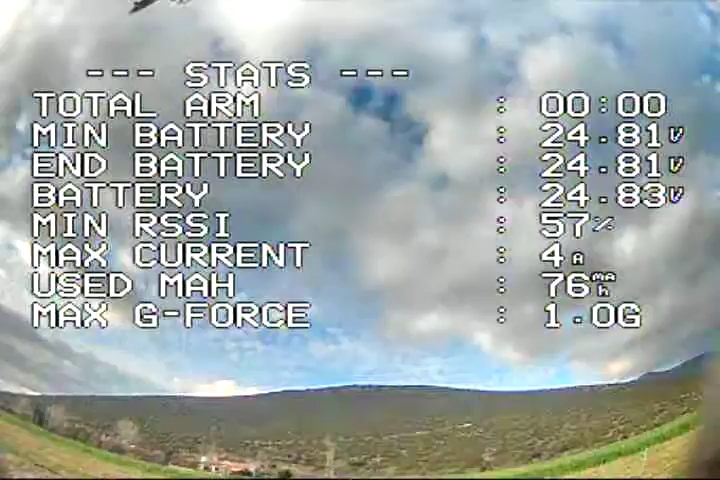 --- STATS ---
TOTAL ARM : 00:00
MIN BATTERY : 24.81V
END BATTERY : 24.81V
BATTERY : 24.83V
MIN RSSI : 57%
MAX CURRENT : 4A
USED MAH : 76mAh
MAX G-FORCE : 1.0G